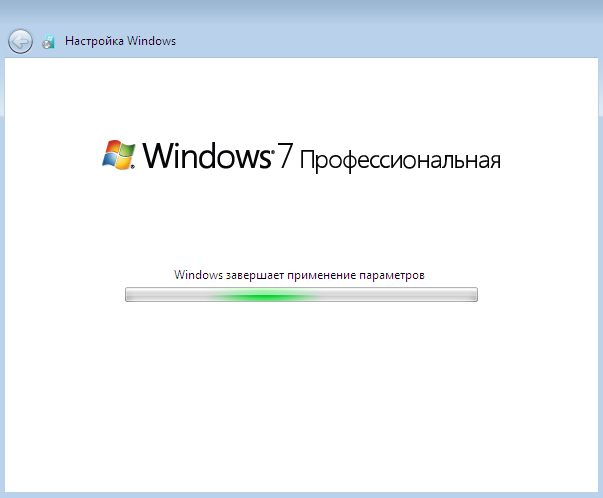 Настройка Windows
Windows 7 Профессиональная
Windows завершает применение параметров